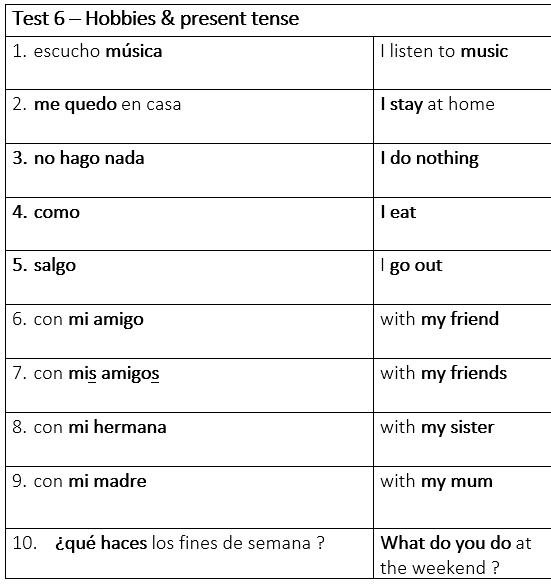 Test 6 – Hobbies & present tense
1. escucho música
I listen to music
2. me quedo en casa
I stay at home
3. no hago nada
I do nothing
4. como
I eat
5. salgo
I go out
6. con mi amigo
with my friend
7. con mis amigos
with my friends
8. con mi hermana
with my sister
9. con mi madre
with my mum
10. ¿qué haces los fines de semana ?
What do you do at
the weekend ?